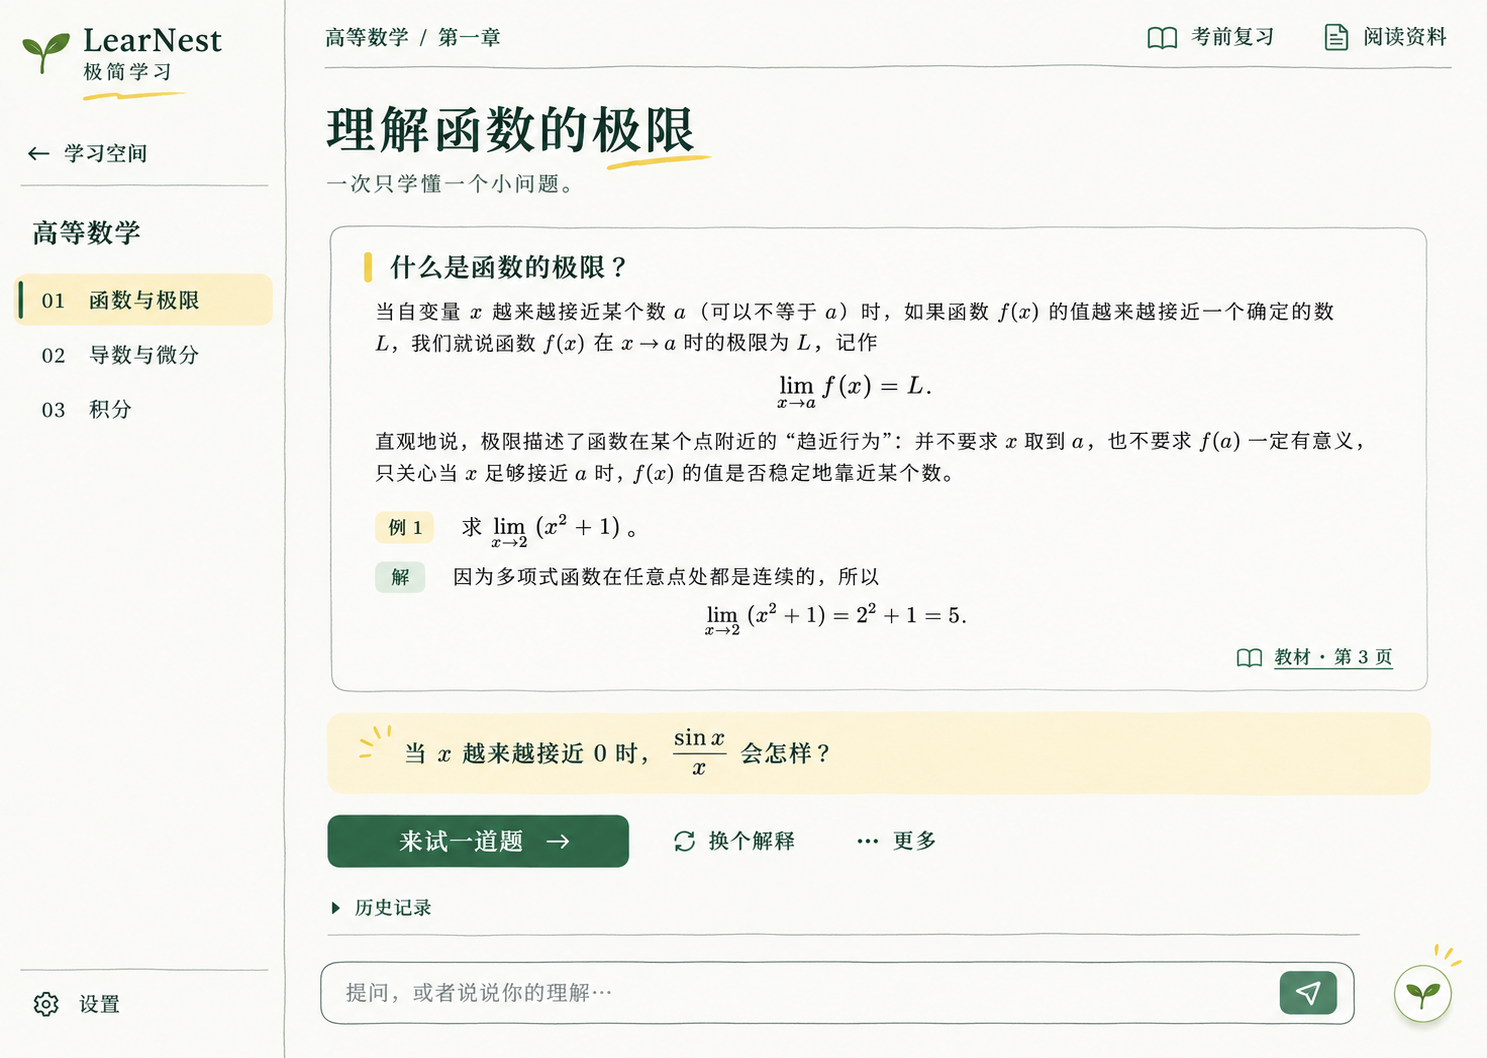 LearNest
极简学习
← 学习空间
高等数学
01 函数与极限
02 导数与微分
03 积分
设置
高等数学 / 第一章
考前复习
阅读资料
理解函数的极限
一次只学懂一个小问题。
什么是函数的极限？
当自变量 x 越来越接近某个数 a（可以不等于 a）时，如果函数 f(x) 的值越来越接近一个确定的数
L，我们就说函数 f(x) 在 x→a 时的极限为 L，记作
lim x→a f(x) = L.
直观地说，极限描述了函数在某个点附近的“趋近行为”：并不要求 x 取到 a，也不要求 f(a) 一定有意义，
只关心当 x 足够接近 a 时，f(x) 的值是否稳定地靠近某个数。
例 1 求 lim x→2 (x² + 1) 。
解 因为多项式函数在任意点处都是连续的，所以
lim x→2 (x² + 1) = 2² + 1 = 5.
教材 · 第 3 页
当 x 越来越接近 0 时， sin x / x 会怎样？
来试一道题 →
换个解释
··· 更多
历史记录
提问，或者说说你的理解···